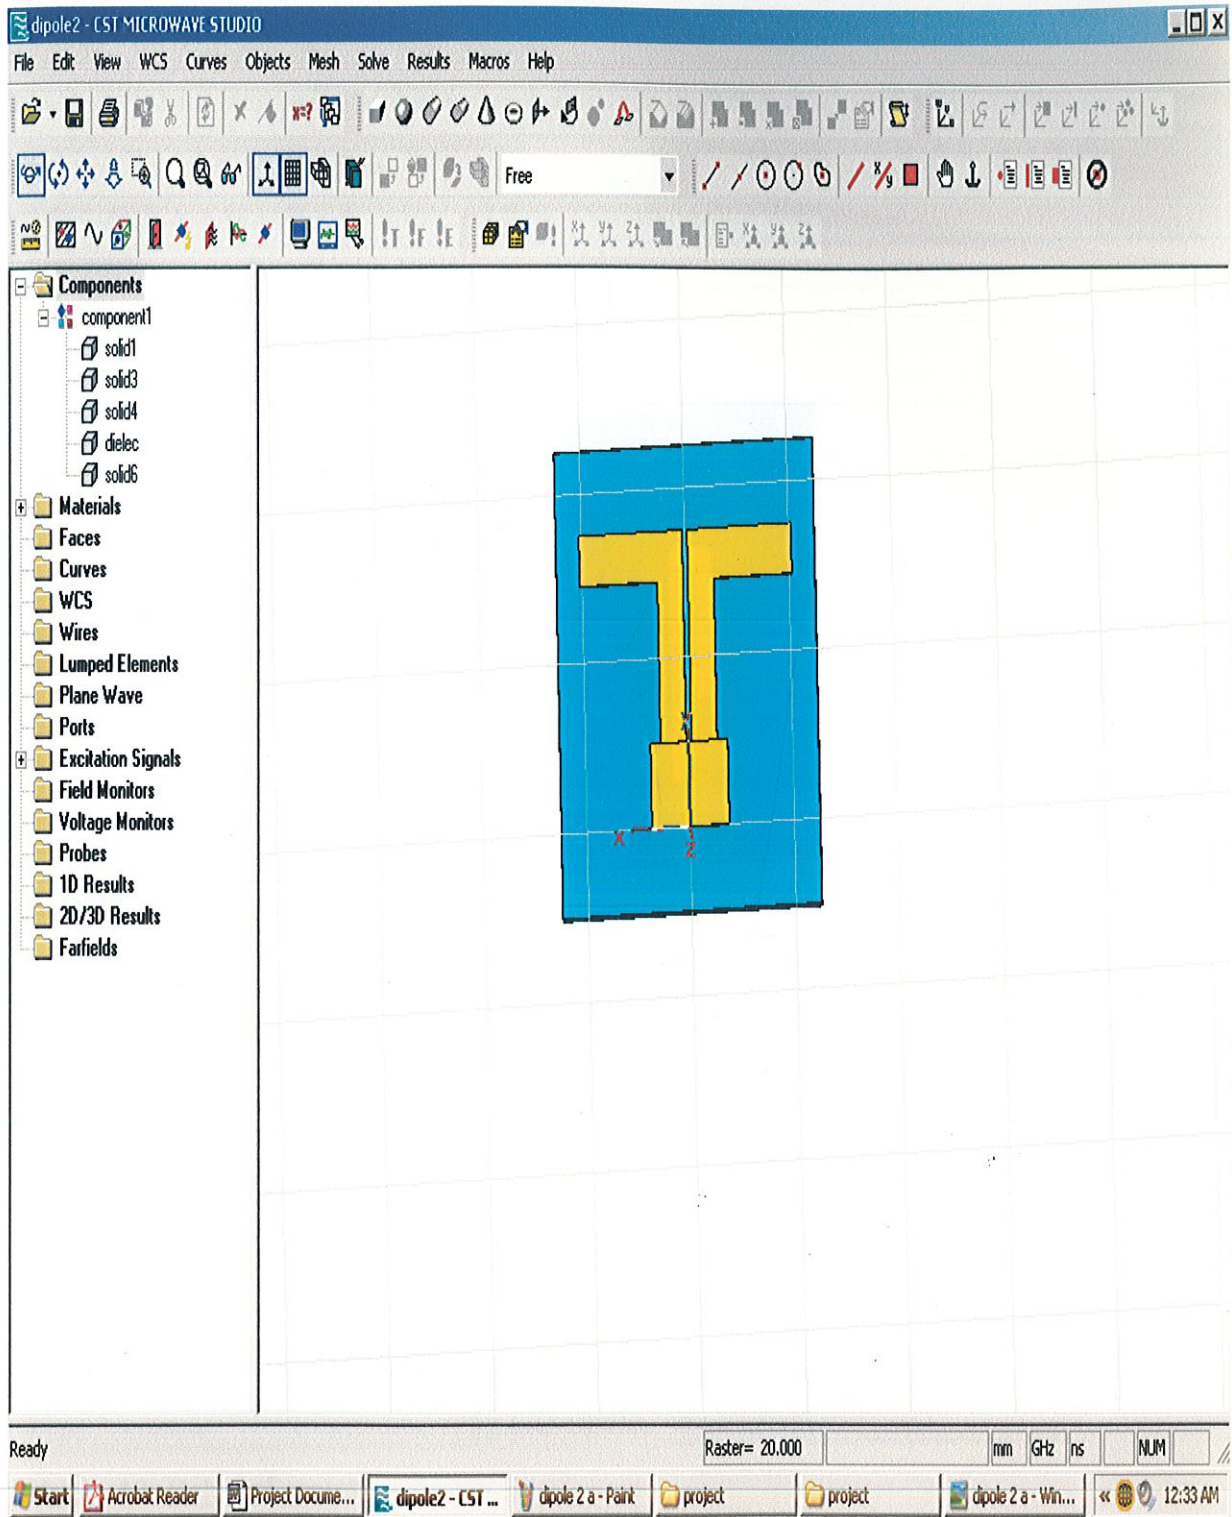 dipole2 - CST MICROWAVE STUDIO
File Edit View WCS Curves Objects Mesh Solve Results Macros Help
Free
Components
component1
solid1
solid3
solid4
dielec
solid6
Materials
Faces
Curves
WCS
Wires
Lumped Elements
Plane Wave
Ports
Excitation Signals
Field Monitors
Voltage Monitors
Probes
1D Results
2D/3D Results
Farfields
Y
X
Z
Ready Raster= 20.000 mm GHz ns NUM
Start Acrobat Reader Project Docume... dipole2 - CST ... dipole 2 a - Paint project project dipole 2 a - Win... « 12:33 AM